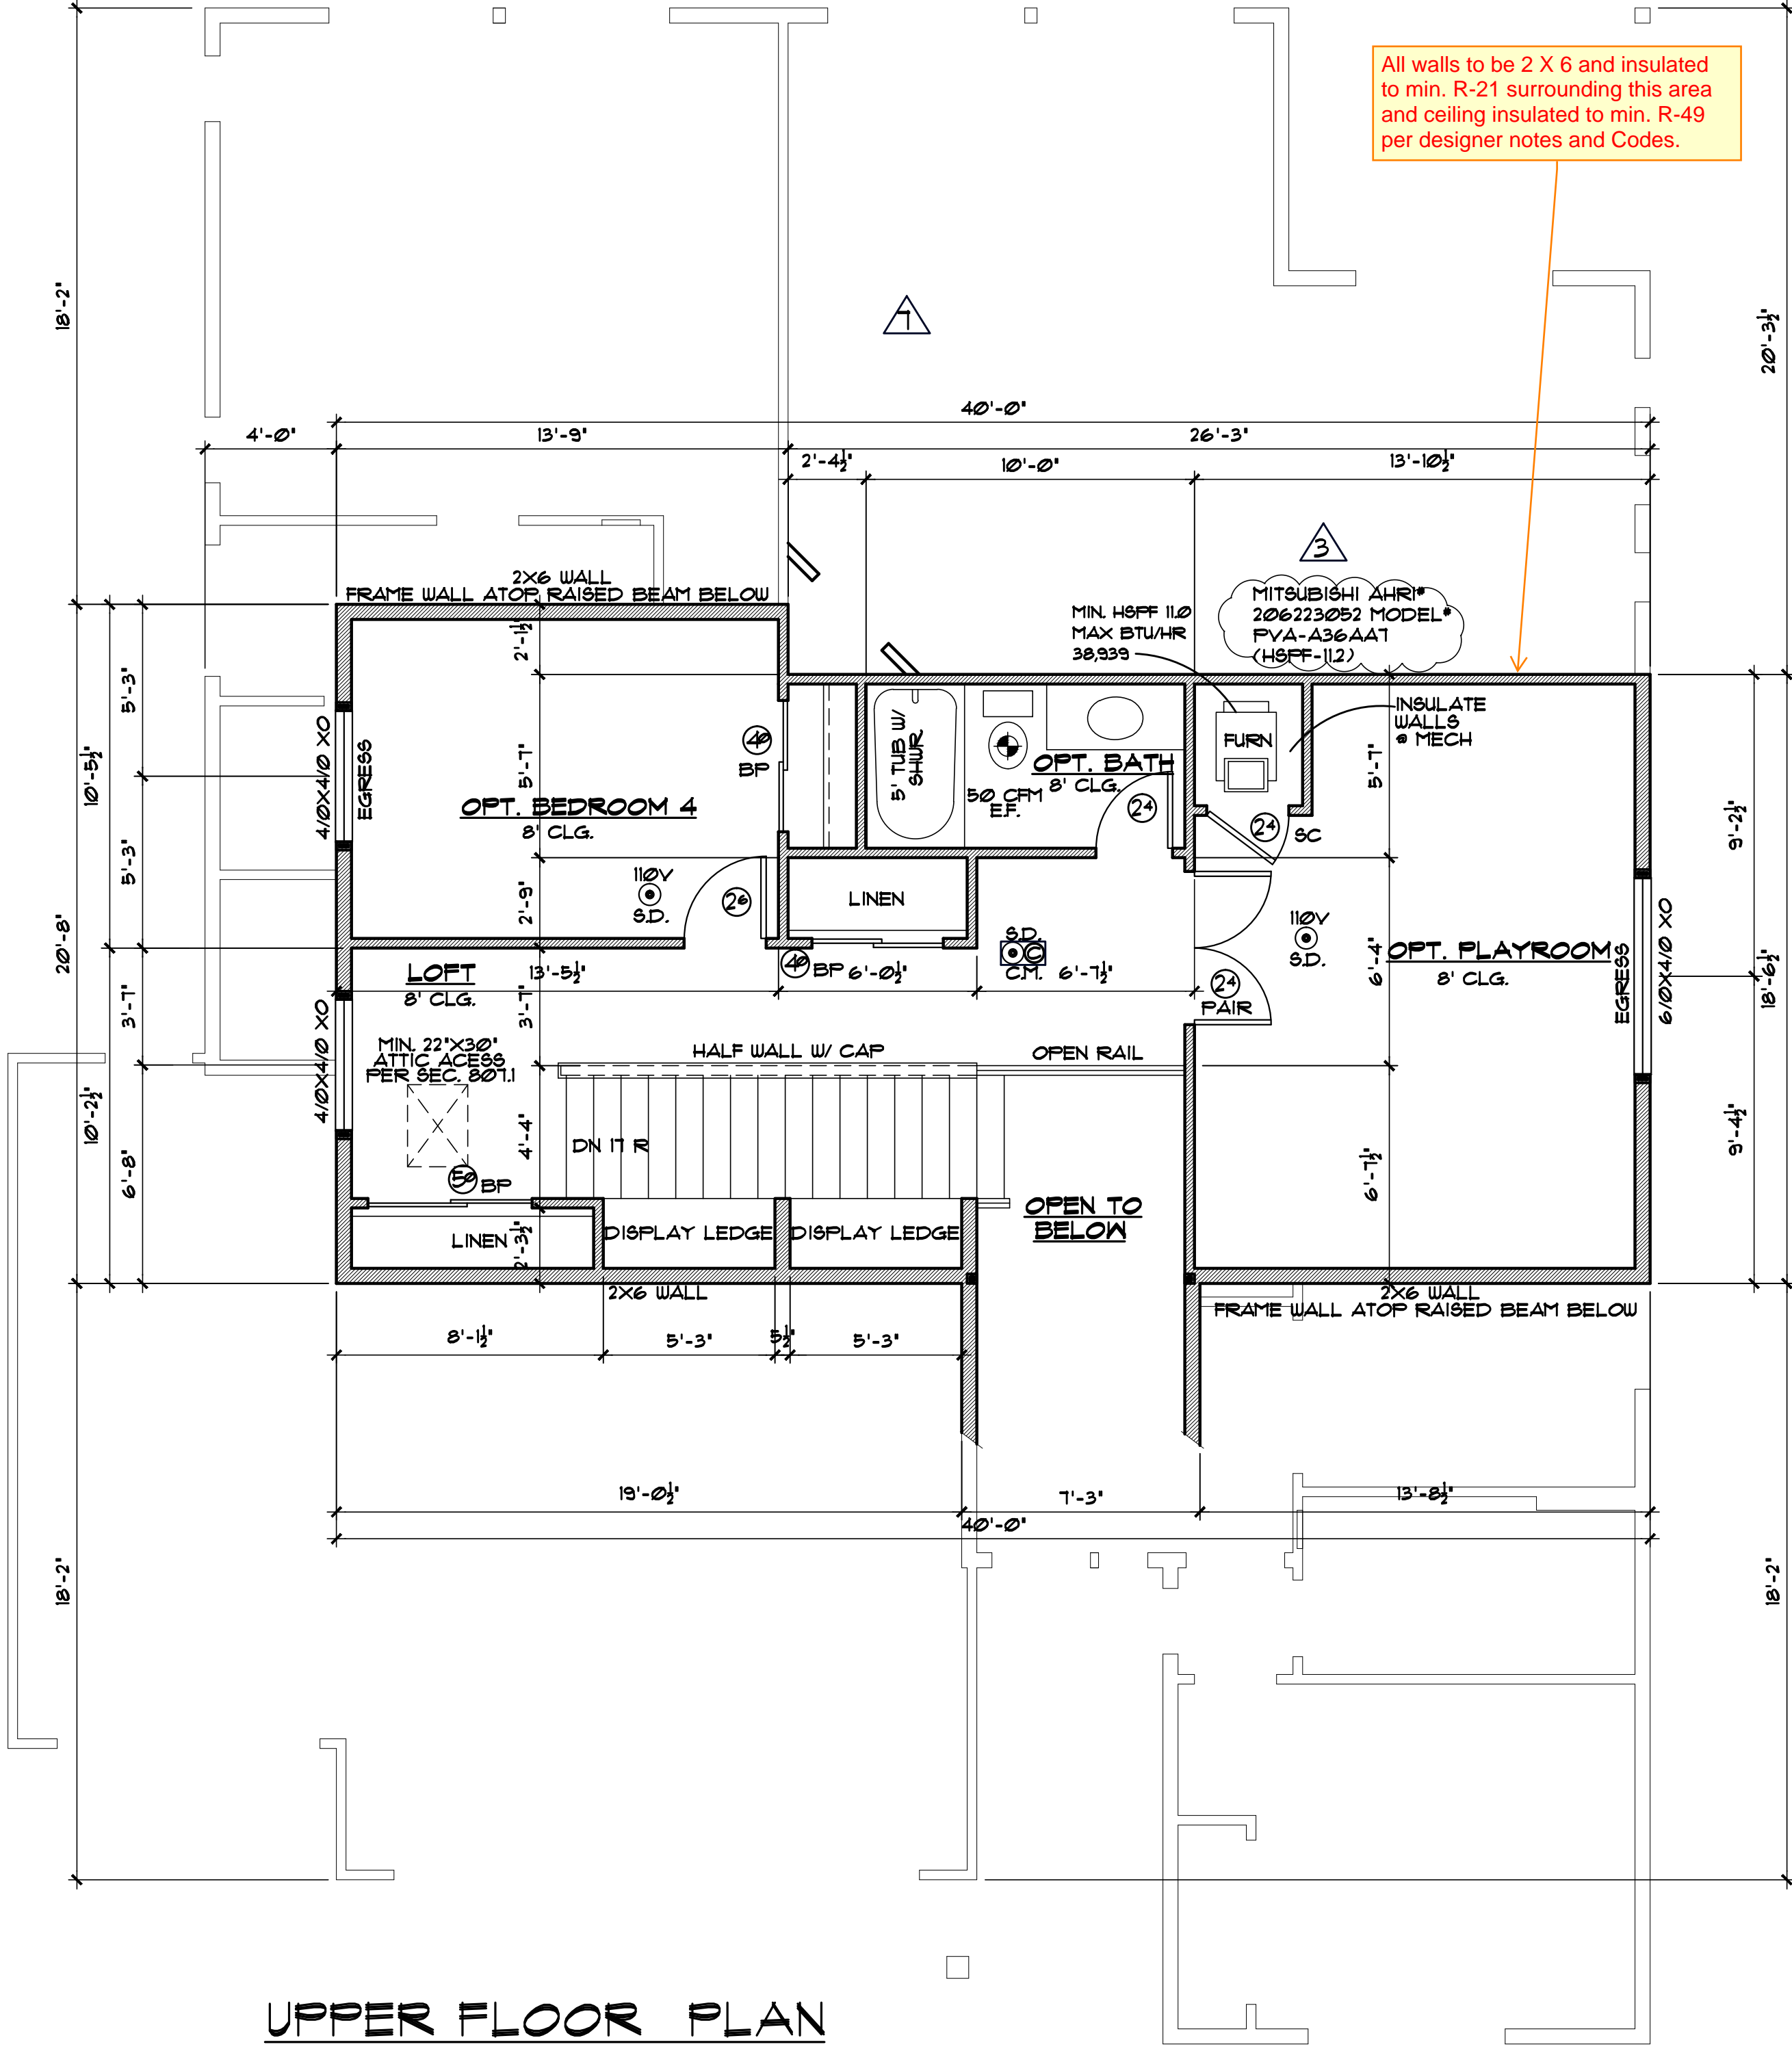 All walls to be 2 X 6 and insulated
to min. R-21 surrounding this area
and ceiling insulated to min. R-49
per designer notes and Codes.
18'-2"
20'-3½"
7
40'-0"
4'-0"
13'-9"
26'-3"
2'-4½"
10'-0"
13'-10½"
3
2X6 WALL
FRAME WALL ATOP RAISED BEAM BELOW
MIN. HSPF 11.0
MAX BTU/HR
38,939
MITSUBISHI AHRI#
206223052 MODEL#
PVA-A36AA7
(HSPF-11.2)
2'-1½"
5'-3"
10'-5½"
4/0X4/0 XO
EGRESS
5'-7"
40
BP
5' TUB W/
SHWR
FURN
INSULATE
WALLS
@ MECH
OPT. BATH
8' CLG.
50 CFM
E.F.
24
24
SC
5'-7"
9'-2½"
OPT. BEDROOM 4
8' CLG.
5'-3"
2'-9"
110V
S.D.
26
LINEN
20'-8"
110V
S.D.
S.D.
C
C.M.
6'-4"
OPT. PLAYROOM
8' CLG.
EGRESS
6/0X4/0 XO
18'-6½"
LOFT
8' CLG.
13'-5½"
40
BP
6'-0½"
6'-7½"
24
PAIR
3'-7"
3'-7"
4/0X4/0 XO
MIN. 22"X30"
ATTIC ACESS
PER SEC. 807.1
HALF WALL W/ CAP
OPEN RAIL
10'-2½"
4'-4"
DN 17 R
9'-4½"
6'-8"
50
BP
6'-7½"
OPEN TO
BELOW
LINEN
2'-3½"
DISPLAY LEDGE
DISPLAY LEDGE
2X6 WALL
2X6 WALL
FRAME WALL ATOP RAISED BEAM BELOW
8'-1½"
5'-3"
5½"
5'-3"
19'-0½"
7'-3"
13'-8½"
40'-0"
18'-2"
18'-2"
UPPER FLOOR PLAN